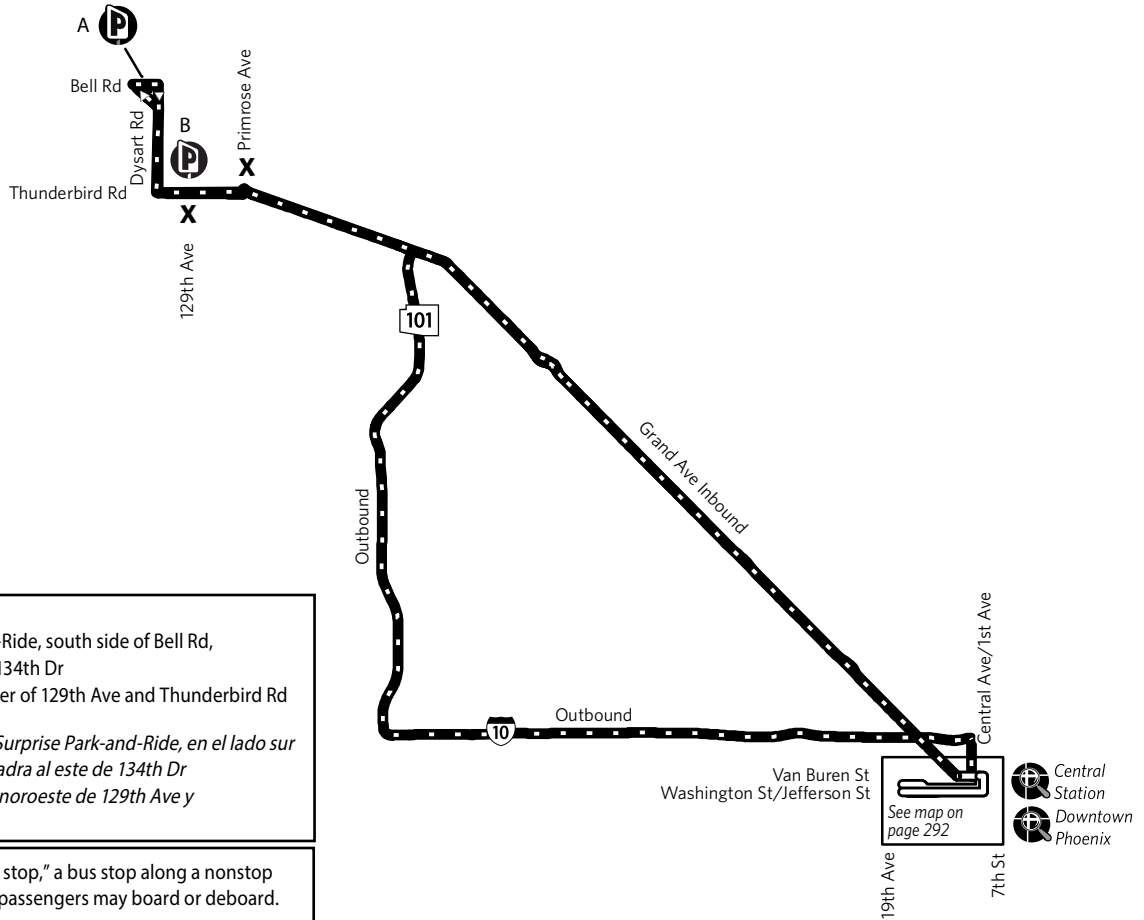 A
P
Bell Rd
Dysart Rd
B
P
Primrose Ave
X
Thunderbird Rd
X
129th Ave
101
Grand Ave Inbound
Outbound
Outbound
10
Central Ave/1st Ave
Van Buren St
Washington St/Jefferson St
See map on
page 292
Central
Station
Downtown
Phoenix
19th Ave
7th St
-Ride, south side of Bell Rd,
134th Dr
er of 129th Ave and Thunderbird Rd
Surprise Park-and-Ride, en el lado sur
adra al este de 134th Dr
noroeste de 129th Ave y
stop," a bus stop along a nonstop
passengers may board or deboard.